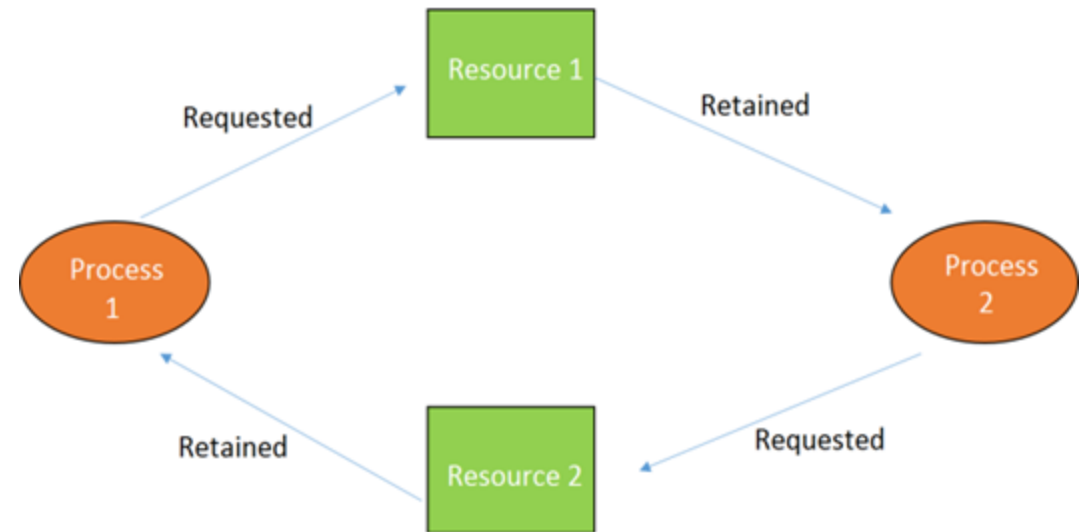 Resource 1
Retained
Requested
Process
1
Process
2
Retained
Requested
Resource 2